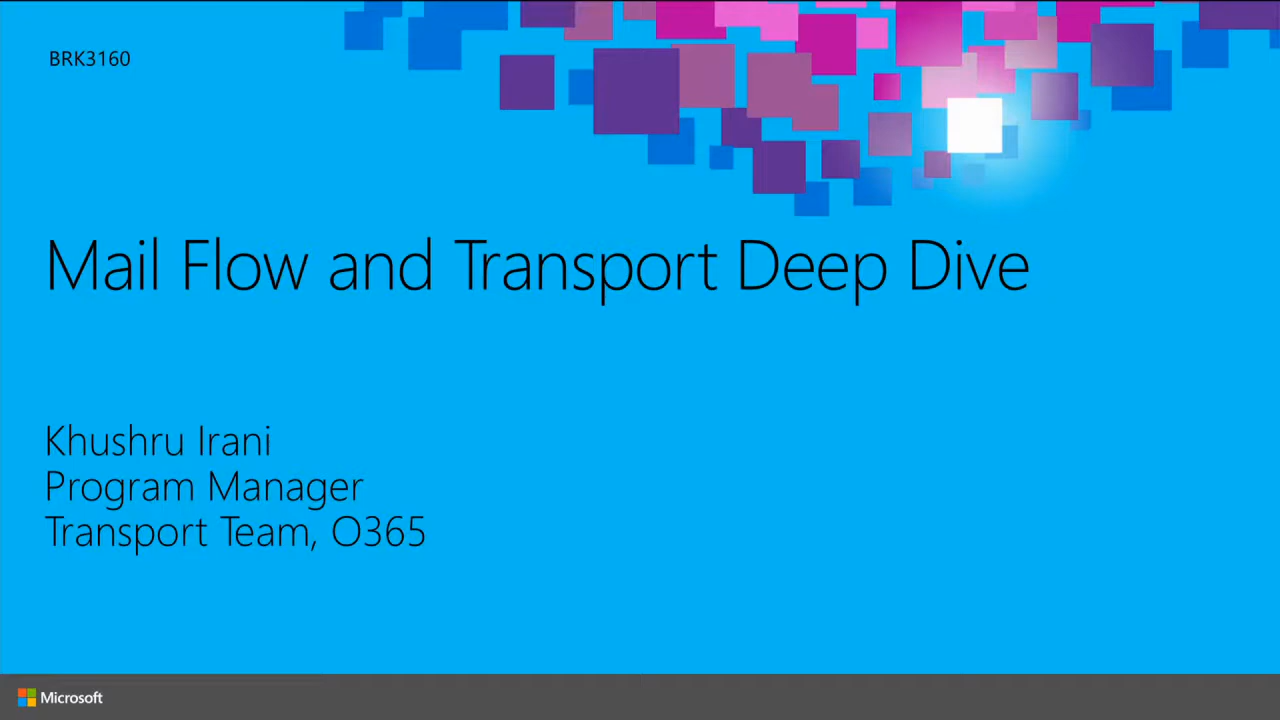 BRK3160
Mail Flow and Transport Deep Dive
Khushru Irani
Program Manager
Transport Team, O365
Microsoft